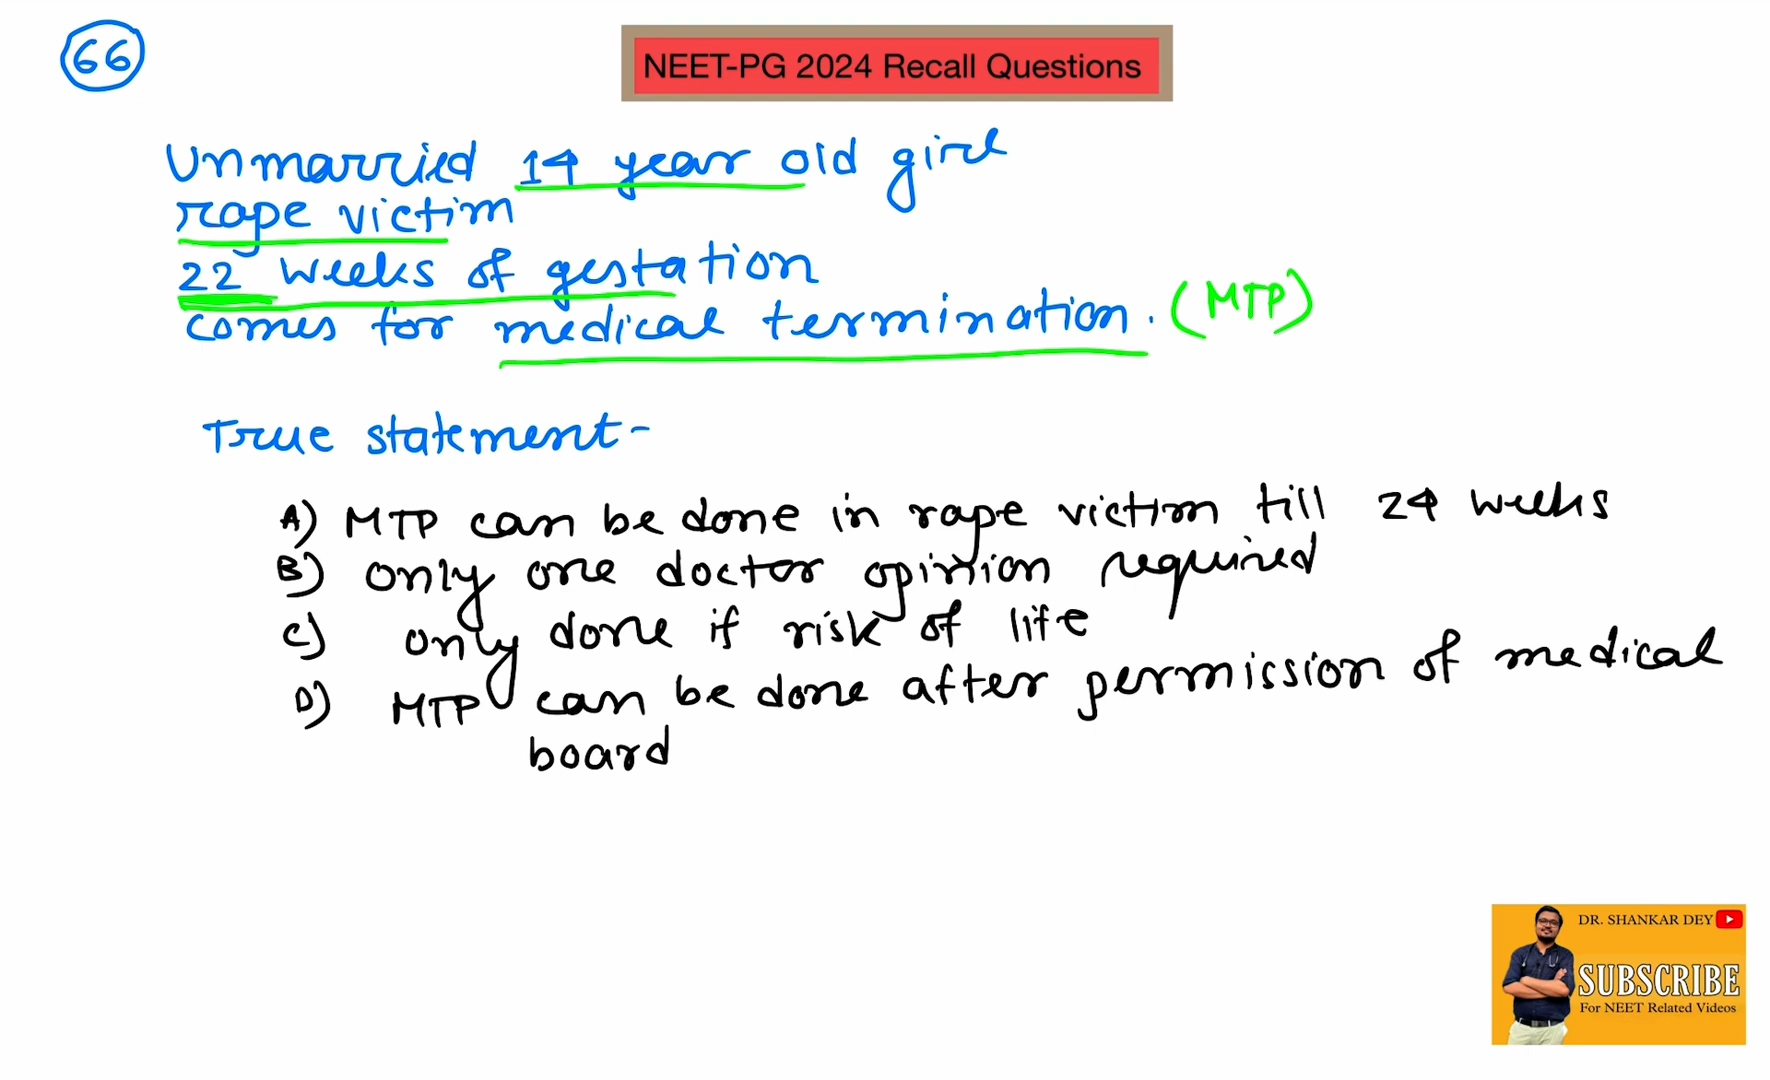 66
NEET-PG 2024 Recall Questions
Unmarried 14 year old girl
rape victim
22 weeks of gestation
comes for medical termination. (MTP)
True statement-
A) MTP can be done in rape victim till 24 weeks
B) only one doctor opinion required
C) only done if risk of life
D) MTP can be done after permission of medical
board
DR. SHANKAR DEY
SUBSCRIBE
For NEET Related Videos